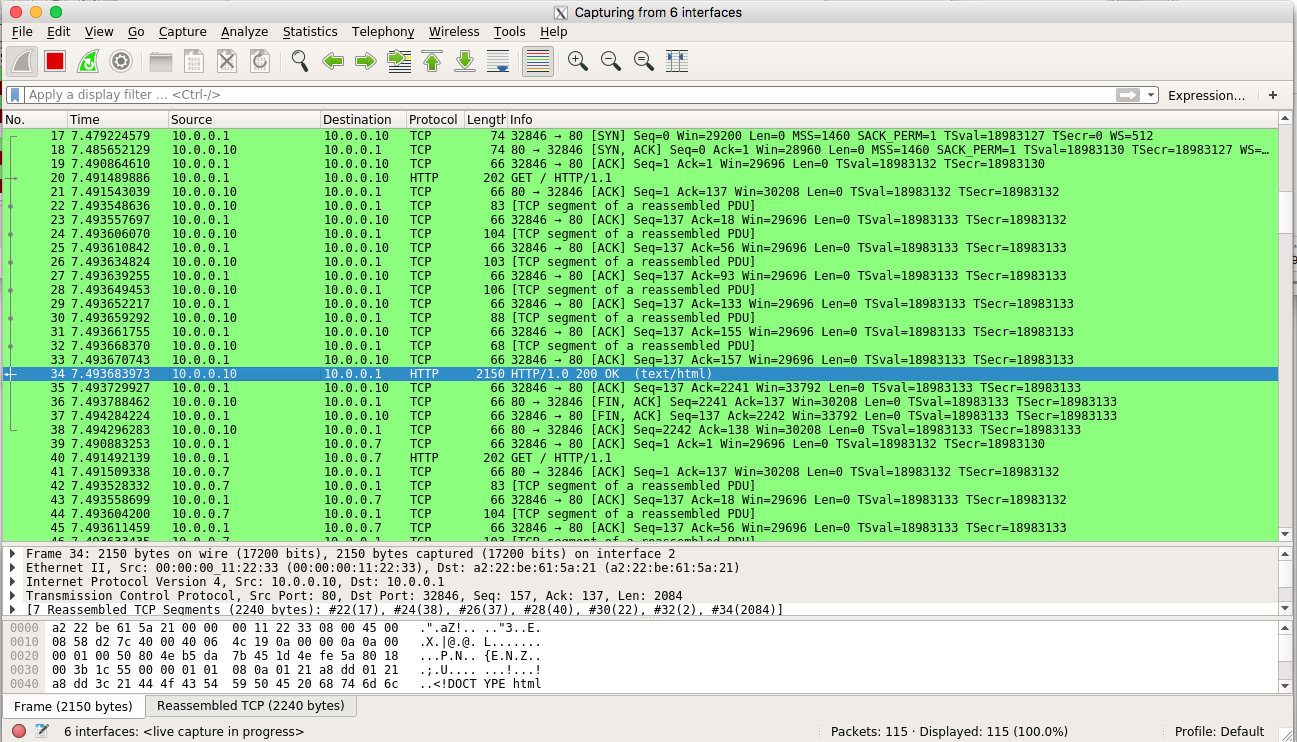 Capturing from 6 interfaces
File Edit View Go Capture Analyze Statistics Telephony Wireless Tools Help
Apply a display filter ... <Ctrl-/> Expression... +
No. Time Source Destination Protocol Length Info
17 7.479224579 10.0.0.1 10.0.0.10 TCP 74 32846 → 80 [SYN] Seq=0 Win=29200 Len=0 MSS=1460 SACK_PERM=1 TSval=18983127 TSecr=0 WS=512
18 7.485652129 10.0.0.10 10.0.0.1 TCP 74 80 → 32846 [SYN, ACK] Seq=0 Ack=1 Win=28960 Len=0 MSS=1460 SACK_PERM=1 TSval=18983130 TSecr=18983127 WS=…
19 7.490864610 10.0.0.1 10.0.0.10 TCP 66 32846 → 80 [ACK] Seq=1 Ack=1 Win=29696 Len=0 TSval=18983132 TSecr=18983130
20 7.491489886 10.0.0.1 10.0.0.10 HTTP 202 GET / HTTP/1.1
21 7.491543039 10.0.0.10 10.0.0.1 TCP 66 80 → 32846 [ACK] Seq=1 Ack=137 Win=30208 Len=0 TSval=18983132 TSecr=18983132
22 7.493548636 10.0.0.10 10.0.0.1 TCP 83 [TCP segment of a reassembled PDU]
23 7.493557697 10.0.0.1 10.0.0.10 TCP 66 32846 → 80 [ACK] Seq=137 Ack=18 Win=29696 Len=0 TSval=18983133 TSecr=18983132
24 7.493606070 10.0.0.10 10.0.0.1 TCP 104 [TCP segment of a reassembled PDU]
25 7.493610842 10.0.0.1 10.0.0.10 TCP 66 32846 → 80 [ACK] Seq=137 Ack=56 Win=29696 Len=0 TSval=18983133 TSecr=18983133
26 7.493634824 10.0.0.10 10.0.0.1 TCP 103 [TCP segment of a reassembled PDU]
27 7.493639255 10.0.0.1 10.0.0.10 TCP 66 32846 → 80 [ACK] Seq=137 Ack=93 Win=29696 Len=0 TSval=18983133 TSecr=18983133
28 7.493649453 10.0.0.10 10.0.0.1 TCP 106 [TCP segment of a reassembled PDU]
29 7.493652217 10.0.0.1 10.0.0.10 TCP 66 32846 → 80 [ACK] Seq=137 Ack=133 Win=29696 Len=0 TSval=18983133 TSecr=18983133
30 7.493659292 10.0.0.10 10.0.0.1 TCP 88 [TCP segment of a reassembled PDU]
31 7.493661755 10.0.0.1 10.0.0.10 TCP 66 32846 → 80 [ACK] Seq=137 Ack=155 Win=29696 Len=0 TSval=18983133 TSecr=18983133
32 7.493668370 10.0.0.10 10.0.0.1 TCP 68 [TCP segment of a reassembled PDU]
33 7.493670743 10.0.0.1 10.0.0.10 TCP 66 32846 → 80 [ACK] Seq=137 Ack=157 Win=29696 Len=0 TSval=18983133 TSecr=18983133
34 7.493683973 10.0.0.10 10.0.0.1 HTTP 2150 HTTP/1.0 200 OK (text/html)
35 7.493729927 10.0.0.1 10.0.0.10 TCP 66 32846 → 80 [ACK] Seq=137 Ack=2241 Win=33792 Len=0 TSval=18983133 TSecr=18983133
36 7.493788462 10.0.0.10 10.0.0.1 TCP 66 80 → 32846 [FIN, ACK] Seq=2241 Ack=137 Win=30208 Len=0 TSval=18983133 TSecr=18983133
37 7.494284224 10.0.0.1 10.0.0.10 TCP 66 32846 → 80 [FIN, ACK] Seq=137 Ack=2242 Win=33792 Len=0 TSval=18983133 TSecr=18983133
38 7.494296283 10.0.0.10 10.0.0.1 TCP 66 80 → 32846 [ACK] Seq=2242 Ack=138 Win=30208 Len=0 TSval=18983133 TSecr=18983133
39 7.490883253 10.0.0.1 10.0.0.7 TCP 66 32846 → 80 [ACK] Seq=1 Ack=1 Win=29696 Len=0 TSval=18983132 TSecr=18983130
40 7.491492139 10.0.0.1 10.0.0.7 HTTP 202 GET / HTTP/1.1
41 7.491509338 10.0.0.7 10.0.0.1 TCP 66 80 → 32846 [ACK] Seq=1 Ack=137 Win=30208 Len=0 TSval=18983132 TSecr=18983132
42 7.493528332 10.0.0.7 10.0.0.1 TCP 83 [TCP segment of a reassembled PDU]
43 7.493558699 10.0.0.1 10.0.0.7 TCP 66 32846 → 80 [ACK] Seq=137 Ack=18 Win=29696 Len=0 TSval=18983133 TSecr=18983132
44 7.493604200 10.0.0.7 10.0.0.1 TCP 104 [TCP segment of a reassembled PDU]
45 7.493611459 10.0.0.1 10.0.0.7 TCP 66 32846 → 80 [ACK] Seq=137 Ack=56 Win=29696 Len=0 TSval=18983133 TSecr=18983133
Frame 34: 2150 bytes on wire (17200 bits), 2150 bytes captured (17200 bits) on interface 2
Ethernet II, Src: 00:00:00_11:22:33 (00:00:00:11:22:33), Dst: a2:22:be:61:5a:21 (a2:22:be:61:5a:21)
Internet Protocol Version 4, Src: 10.0.0.10, Dst: 10.0.0.1
Transmission Control Protocol, Src Port: 80, Dst Port: 32846, Seq: 157, Ack: 137, Len: 2084
[7 Reassembled TCP Segments (2240 bytes): #22(17), #24(38), #26(37), #28(40), #30(22), #32(2), #34(2084)]
0000 a2 22 be 61 5a 21 00 00 00 11 22 33 08 00 45 00 .".aZ!.. .."3..E.
0010 08 58 d2 7c 40 00 40 06 4c 19 0a 00 00 0a 0a 00 .X.|@.@. L.......
0020 00 01 00 50 80 4e b5 da 7b 45 1d 4e fe 5a 80 18 ...P.N.. {E.N.Z..
0030 00 3b 1c 55 00 00 01 01 08 0a 01 21 a8 dd 01 21 .;.U.... ...!...!
0040 a8 dd 3c 21 44 4f 43 54 59 50 45 20 68 74 6d 6c ..<!DOCT YPE html
Frame (2150 bytes) Reassembled TCP (2240 bytes)
6 interfaces: <live capture in progress> Packets: 115 · Displayed: 115 (100.0%) Profile: Default